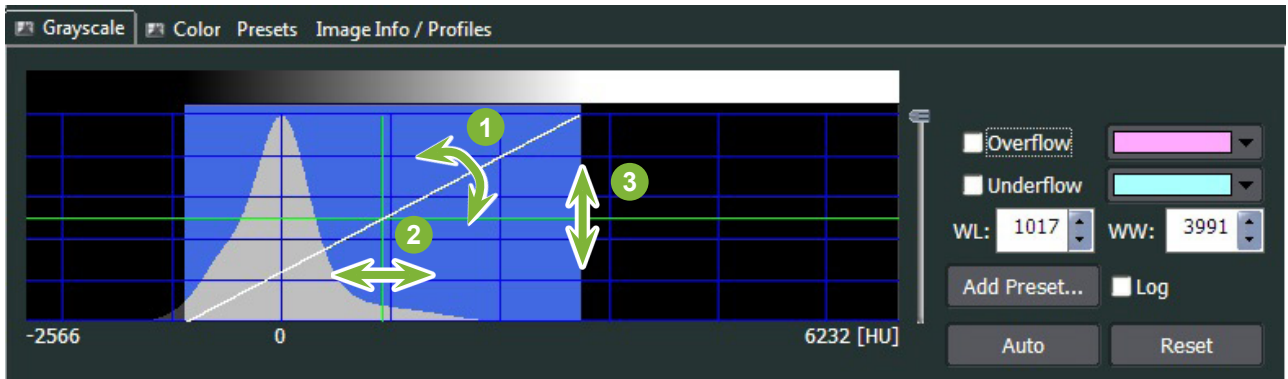 Grayscale Color Presets Image Info / Profiles
1
3
2
Overflow
Underflow
WL: 1017 WW: 3991
Add Preset... Log
Auto Reset
-2566 0 6232 [HU]